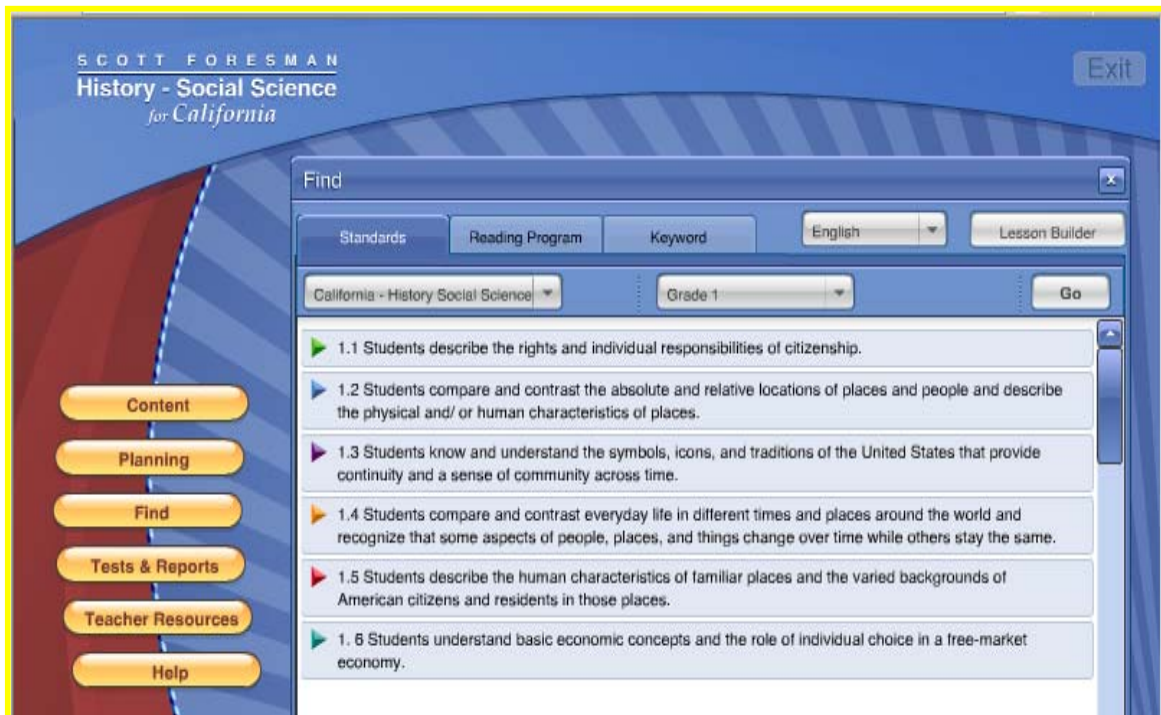 SCOTT FORESMAN
History - Social Science
for California
Exit
Find
x
Standards
Reading Program
Keyword
English
Lesson Builder
California - History Social Science
Grade 1
Go
1.1 Students describe the rights and individual responsibilities of citizenship.
1.2 Students compare and contrast the absolute and relative locations of places and people and describe
the physical and/ or human characteristics of places.
1.3 Students know and understand the symbols, icons, and traditions of the United States that provide
continuity and a sense of community across time.
1.4 Students compare and contrast everyday life in different times and places around the world and
recognize that some aspects of people, places, and things change over time while others stay the same.
1.5 Students describe the human characteristics of familiar places and the varied backgrounds of
American citizens and residents in those places.
1. 6 Students understand basic economic concepts and the role of individual choice in a free-market
economy.
Content
Planning
Find
Tests & Reports
Teacher Resources
Help